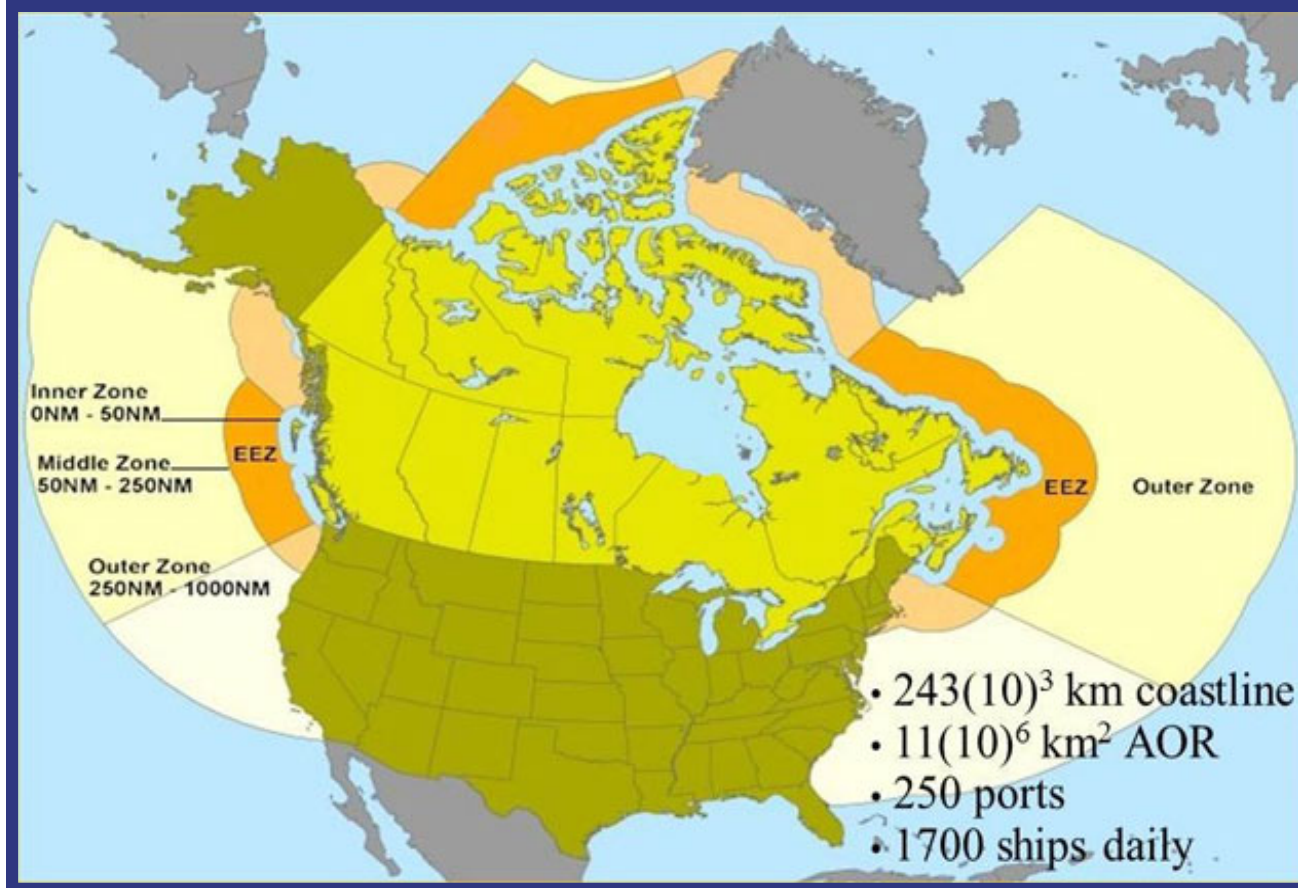 Inner Zone
0NM - 50NM
EEZ
Middle Zone
50NM - 250NM
EEZ
Outer Zone
Outer Zone
250NM - 1000NM
• 243(10)³ km coastline
• 11(10)⁶ km² AOR
• 250 ports
• 1700 ships daily